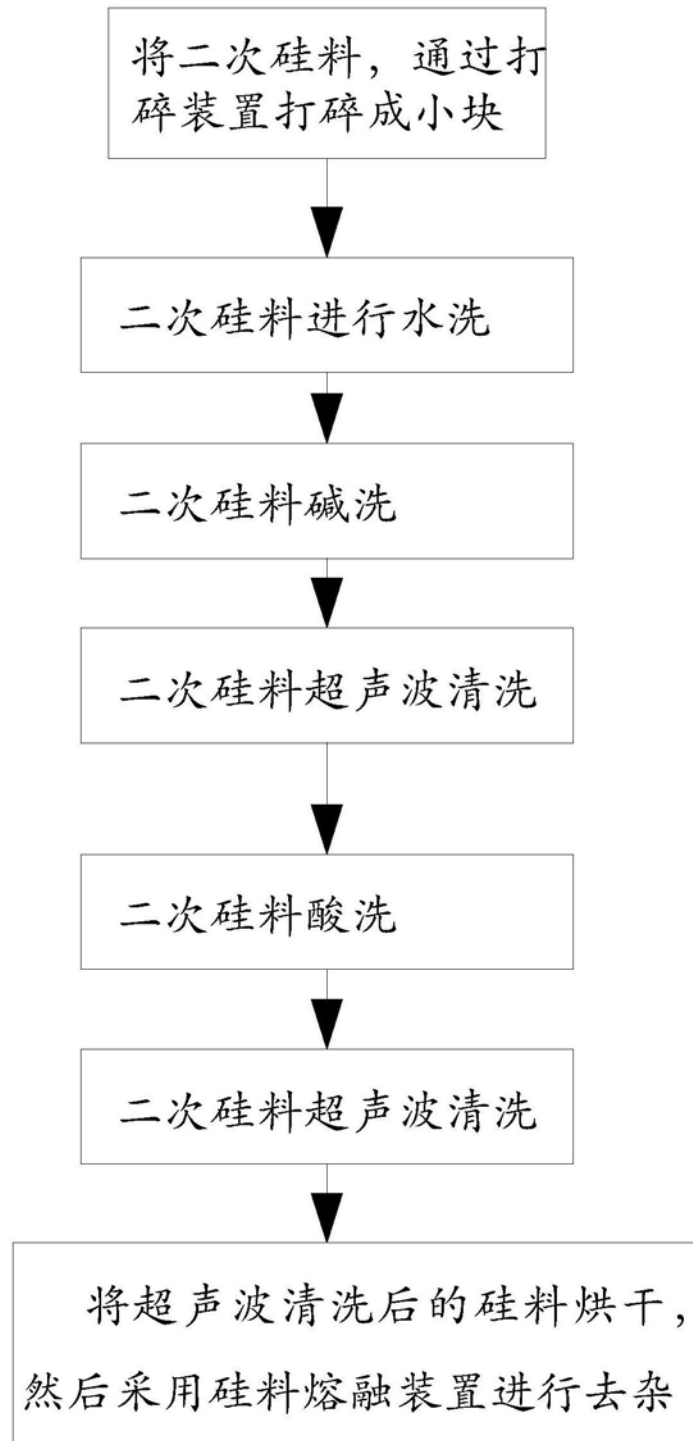 将二次硅料，通过打
碎装置打碎成小块
二次硅料进行水洗
二次硅料碱洗
二次硅料超声波清洗
二次硅料酸洗
二次硅料超声波清洗
将超声波清洗后的硅料烘干，
然后采用硅料熔融装置进行去杂